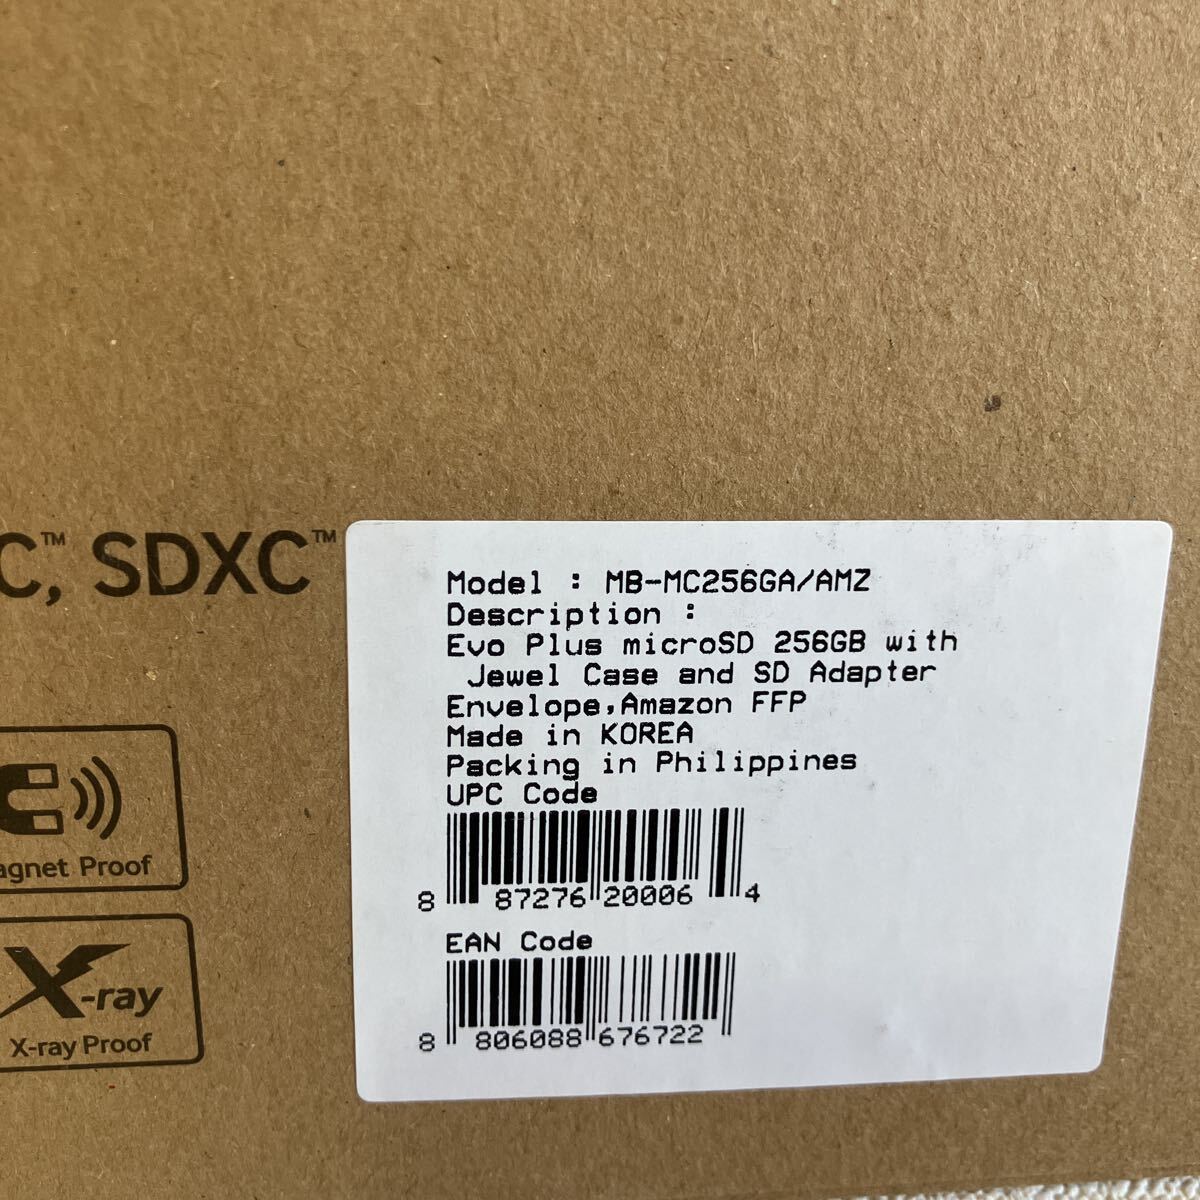 C™, SDXC™
Model : MB-MC256GA/AMZ
Description :
Evo Plus microSD 256GB with
Jewel Case and SD Adapter
Envelope,Amazon FFP
Made in KOREA
Packing in Philippines
UPC Code
8 87276 20006 4
EAN Code
8 806088 676722
agnet Proof
X-ray
X-ray Proof